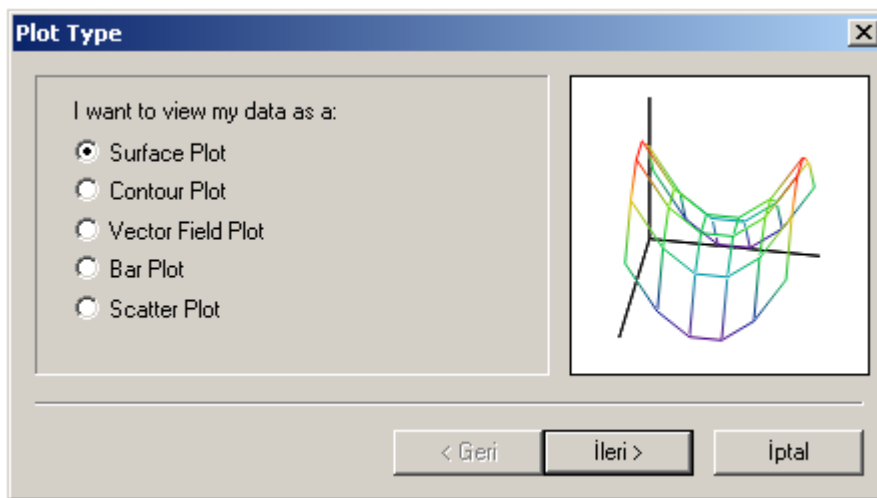 Plot Type
I want to view my data as a:
Surface Plot
Contour Plot
Vector Field Plot
Bar Plot
Scatter Plot
< Geri
İleri >
İptal